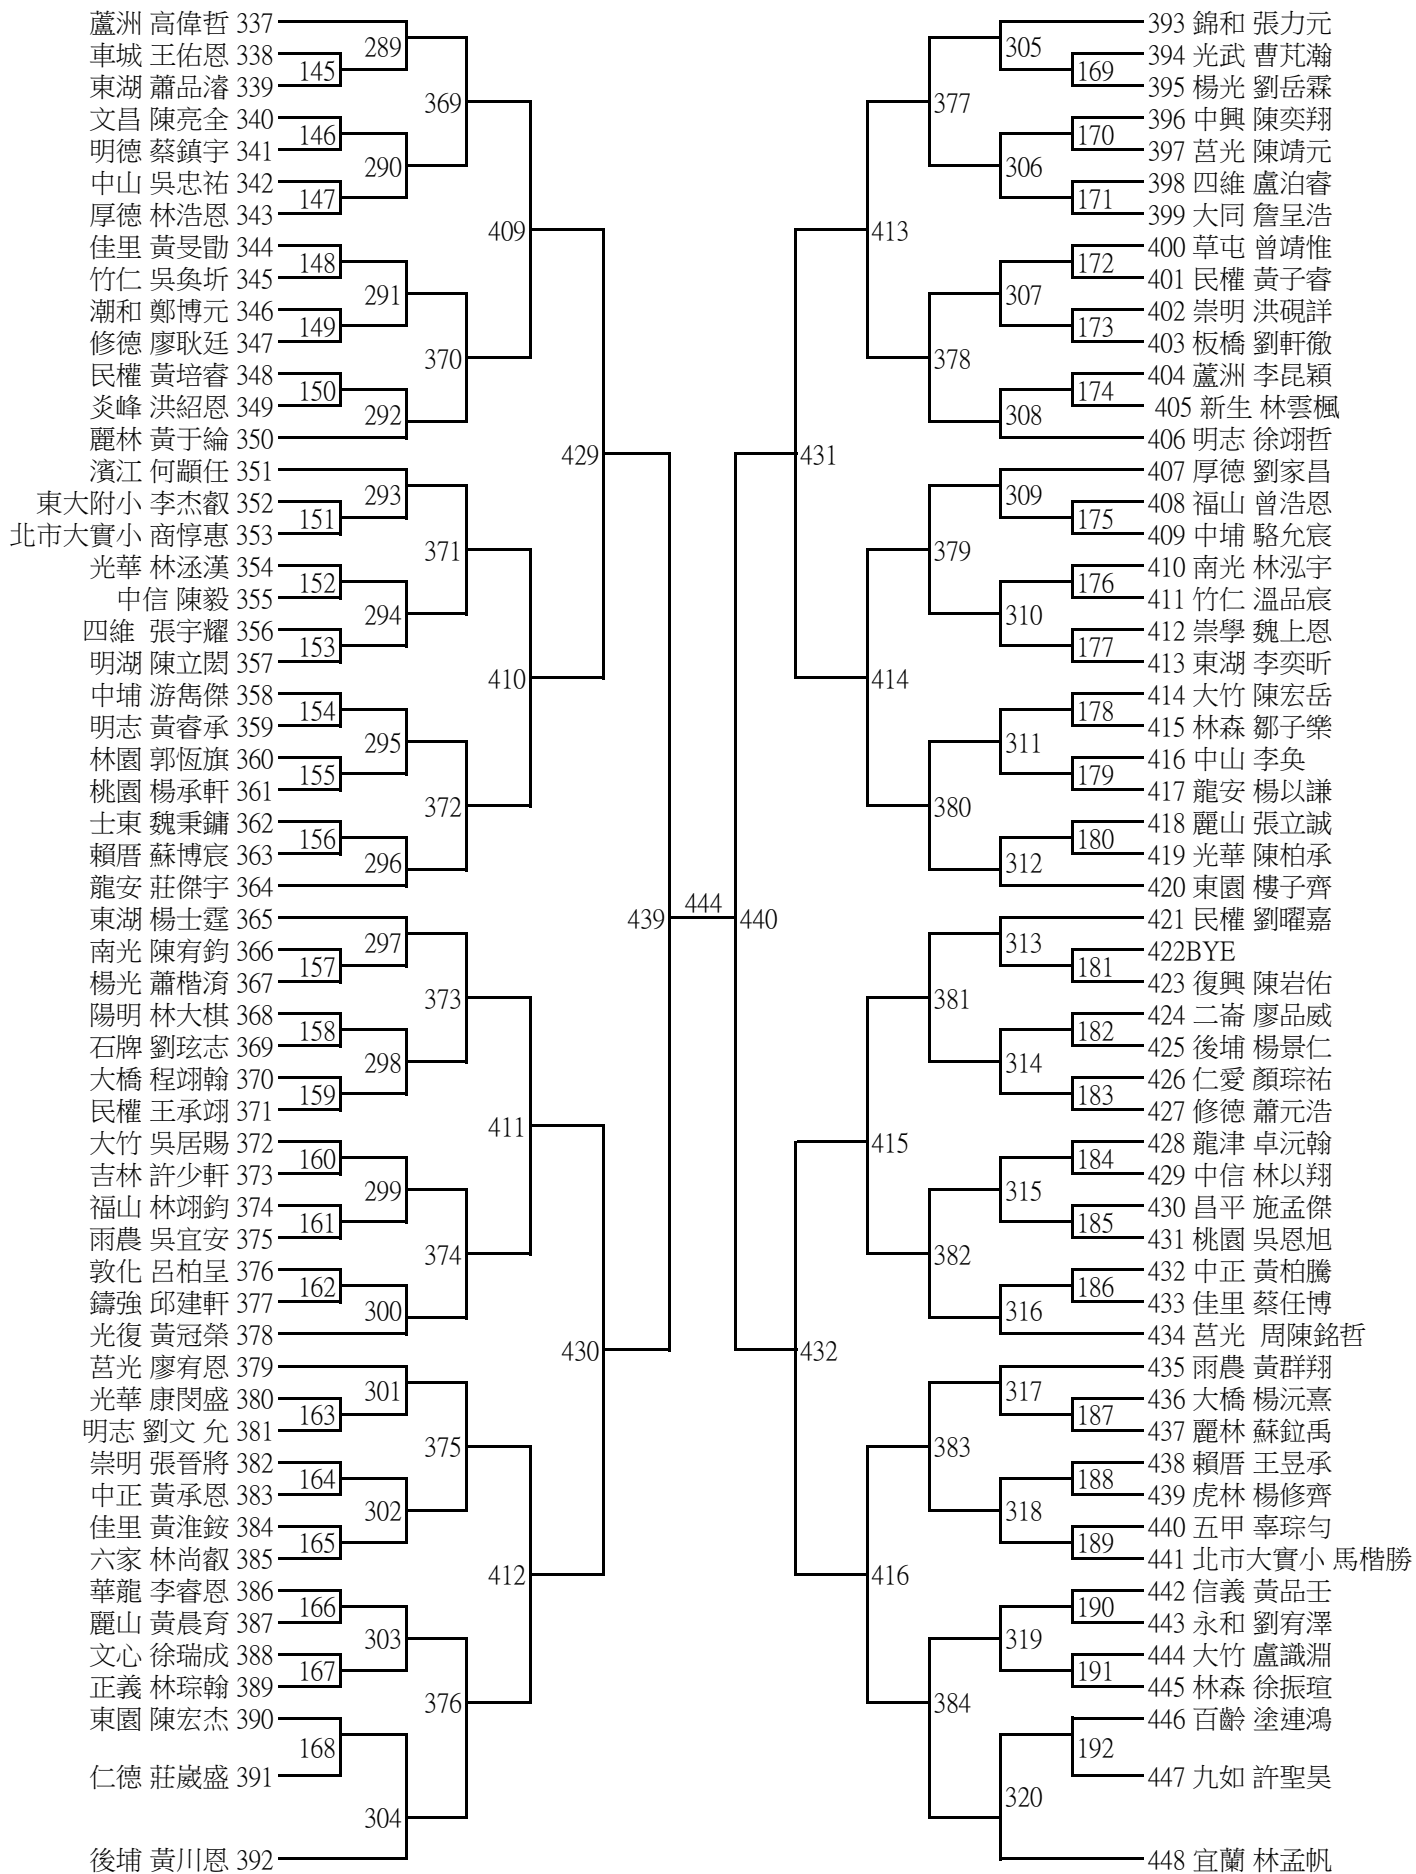 蘆洲 高偉哲 337
車城 王佑恩 338
東湖 蕭品濬 339
文昌 陳亮全 340
明德 蔡鎮宇 341
中山 吳忠祐 342
厚德 林浩恩 343
佳里 黃旻勖 344
竹仁 吳奐圻 345
潮和 鄭博元 346
修德 廖耿廷 347
民權 黃培睿 348
炎峰 洪紹恩 349
麗林 黃于綸 350
濱江 何顓任 351
東大附小 李杰叡 352
北市大實小 商惇惠 353
光華 林洆漢 354
中信 陳毅 355
四維 張宇耀 356
明湖 陳立閎 357
中埔 游雋傑 358
明志 黃睿承 359
林園 郭恆旗 360
桃園 楊承軒 361
士東 魏秉鏞 362
賴厝 蘇博宸 363
龍安 莊傑宇 364
東湖 楊士霆 365
南光 陳宥鈞 366
楊光 蕭楷淯 367
陽明 林大棋 368
石牌 劉玹志 369
大橋 程翊翰 370
民權 王承翊 371
大竹 吳居賜 372
吉林 許少軒 373
福山 林翊鈞 374
雨農 吳宜安 375
敦化 呂柏呈 376
鑄強 邱建軒 377
光復 黃冠榮 378
莒光 廖宥恩 379
光華 康閔盛 380
明志 劉文 允 381
崇明 張晉將 382
中正 黃承恩 383
佳里 黃淮銨 384
六家 林尚叡 385
華龍 李睿恩 386
麗山 黃晨育 387
文心 徐瑞成 388
正義 林琮翰 389
東園 陳宏杰 390
仁德 莊崴盛 391
後埔 黃川恩 392
145
146
147
148
149
150
151
152
153
154
155
156
157
158
159
160
161
162
163
164
165
166
167
168
289
290
291
292
293
294
295
296
297
298
299
300
301
302
303
304
369
370
371
372
373
374
375
376
409
410
411
412
429
430
439
444
440
431
432
413
414
415
416
377
378
379
380
381
382
383
384
305
306
307
308
309
310
311
312
313
314
315
316
317
318
319
320
169
170
171
172
173
174
175
176
177
178
179
180
181
182
183
184
185
186
187
188
189
190
191
192
393 錦和 張力元
394 光武 曹芃瀚
395 楊光 劉岳霖
396 中興 陳奕翔
397 莒光 陳靖元
398 四維 盧泊睿
399 大同 詹呈浩
400 草屯 曾靖惟
401 民權 黃子睿
402 崇明 洪硯詳
403 板橋 劉軒徹
404 蘆洲 李昆穎
405 新生 林雲楓
406 明志 徐翊哲
407 厚德 劉家昌
408 福山 曾浩恩
409 中埔 駱允宸
410 南光 林泓宇
411 竹仁 溫品宸
412 崇學 魏上恩
413 東湖 李奕昕
414 大竹 陳宏岳
415 林森 鄒子樂
416 中山 李奐
417 龍安 楊以謙
418 麗山 張立誠
419 光華 陳柏承
420 東園 樓子齊
421 民權 劉曜嘉
422BYE
423 復興 陳岩佑
424 二崙 廖品威
425 後埔 楊景仁
426 仁愛 顏琮祐
427 修德 蕭元浩
428 龍津 卓沅翰
429 中信 林以翔
430 昌平 施孟傑
431 桃園 吳恩旭
432 中正 黃柏騰
433 佳里 蔡任博
434 莒光 周陳銘哲
435 雨農 黃群翔
436 大橋 楊沅熹
437 麗林 蘇鉝禹
438 賴厝 王昱承
439 虎林 楊修齊
440 五甲 辜琮勻
441 北市大實小 馬楷勝
442 信義 黃品壬
443 永和 劉宥澤
444 大竹 盧識淵
445 林森 徐振瑄
446 百齡 塗連鴻
447 九如 許聖昊
448 宜蘭 林孟帆